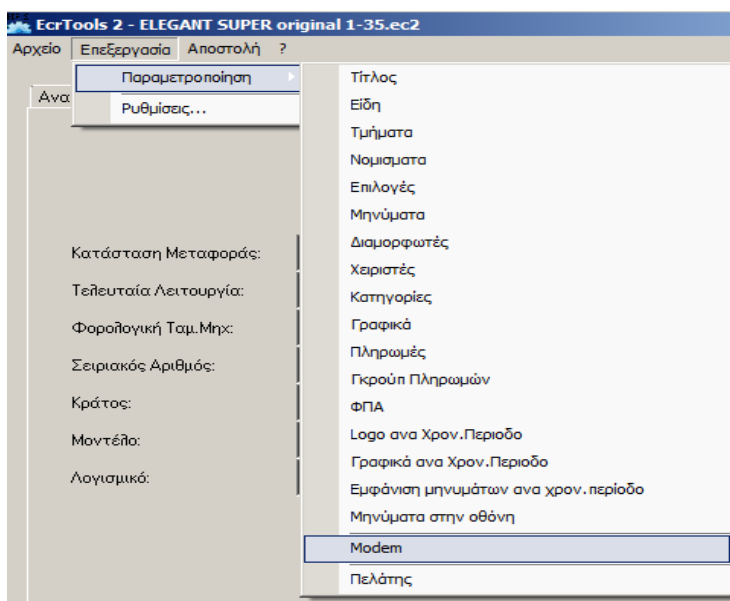 EcrTools 2 - ELEGANT SUPER original 1-35.ec2
Αρχείο Επεξεργασία Αποστολή ?
Παραμετροποίηση
Ρυθμίσεις...
Ανα
Τίτλος
Είδη
Τμήματα
Νομισματα
Επιλογές
Μηνύματα
Διαμορφωτές
Χειριστές
Κατηγορίες
Γραφικά
Πληρωμές
Γκρούπ Πληρωμών
ΦΠΑ
Logo ανα Χρον.Περιοδο
Γραφικά ανα Χρον.Περιοδο
Εμφάνιση μηνυμάτων ανα χρον.περίοδο
Μηνύματα στην οθόνη
Modem
Πελάτης
Κατάσταση Μεταφοράς:
Τελευταία Λειτουργία:
Φορολογική Ταμ.Μηχ:
Σειριακός Αριθμός:
Κράτος:
Μοντέλο:
Λογισμικό: